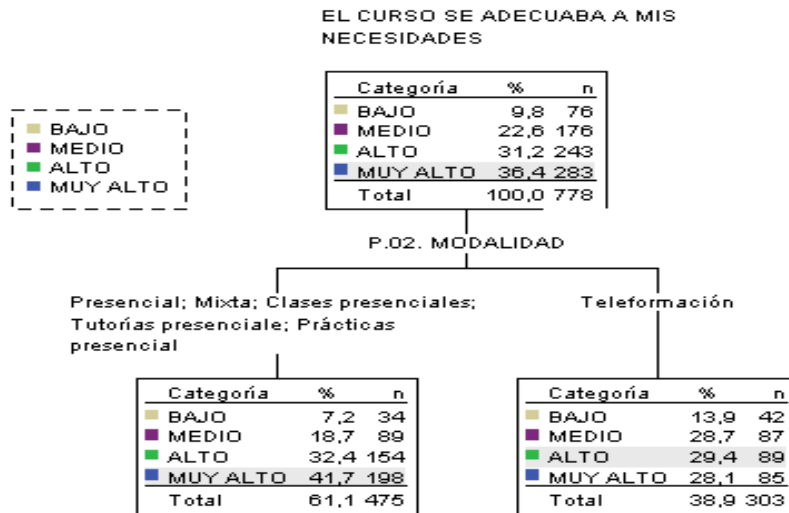 EL CURSO SE ADECUABA A MIS
NECESIDADES
Categoría % n
BAJO 9,8 76
MEDIO 22,6 176
ALTO 31,2 243
MUY ALTO 36,4 283
Total 100,0 778
BAJO
MEDIO
ALTO
MUY ALTO
P.02. MODALIDAD
Presencial; Mixta; Clases presenciales;
Tutorías presenciale; Prácticas
presencial
Categoría % n
BAJO 7,2 34
MEDIO 18,7 89
ALTO 32,4 154
MUY ALTO 41,7 198
Total 61,1 475
Teleformación
Categoría % n
BAJO 13,9 42
MEDIO 28,7 87
ALTO 29,4 89
MUY ALTO 28,1 85
Total 38,9 303